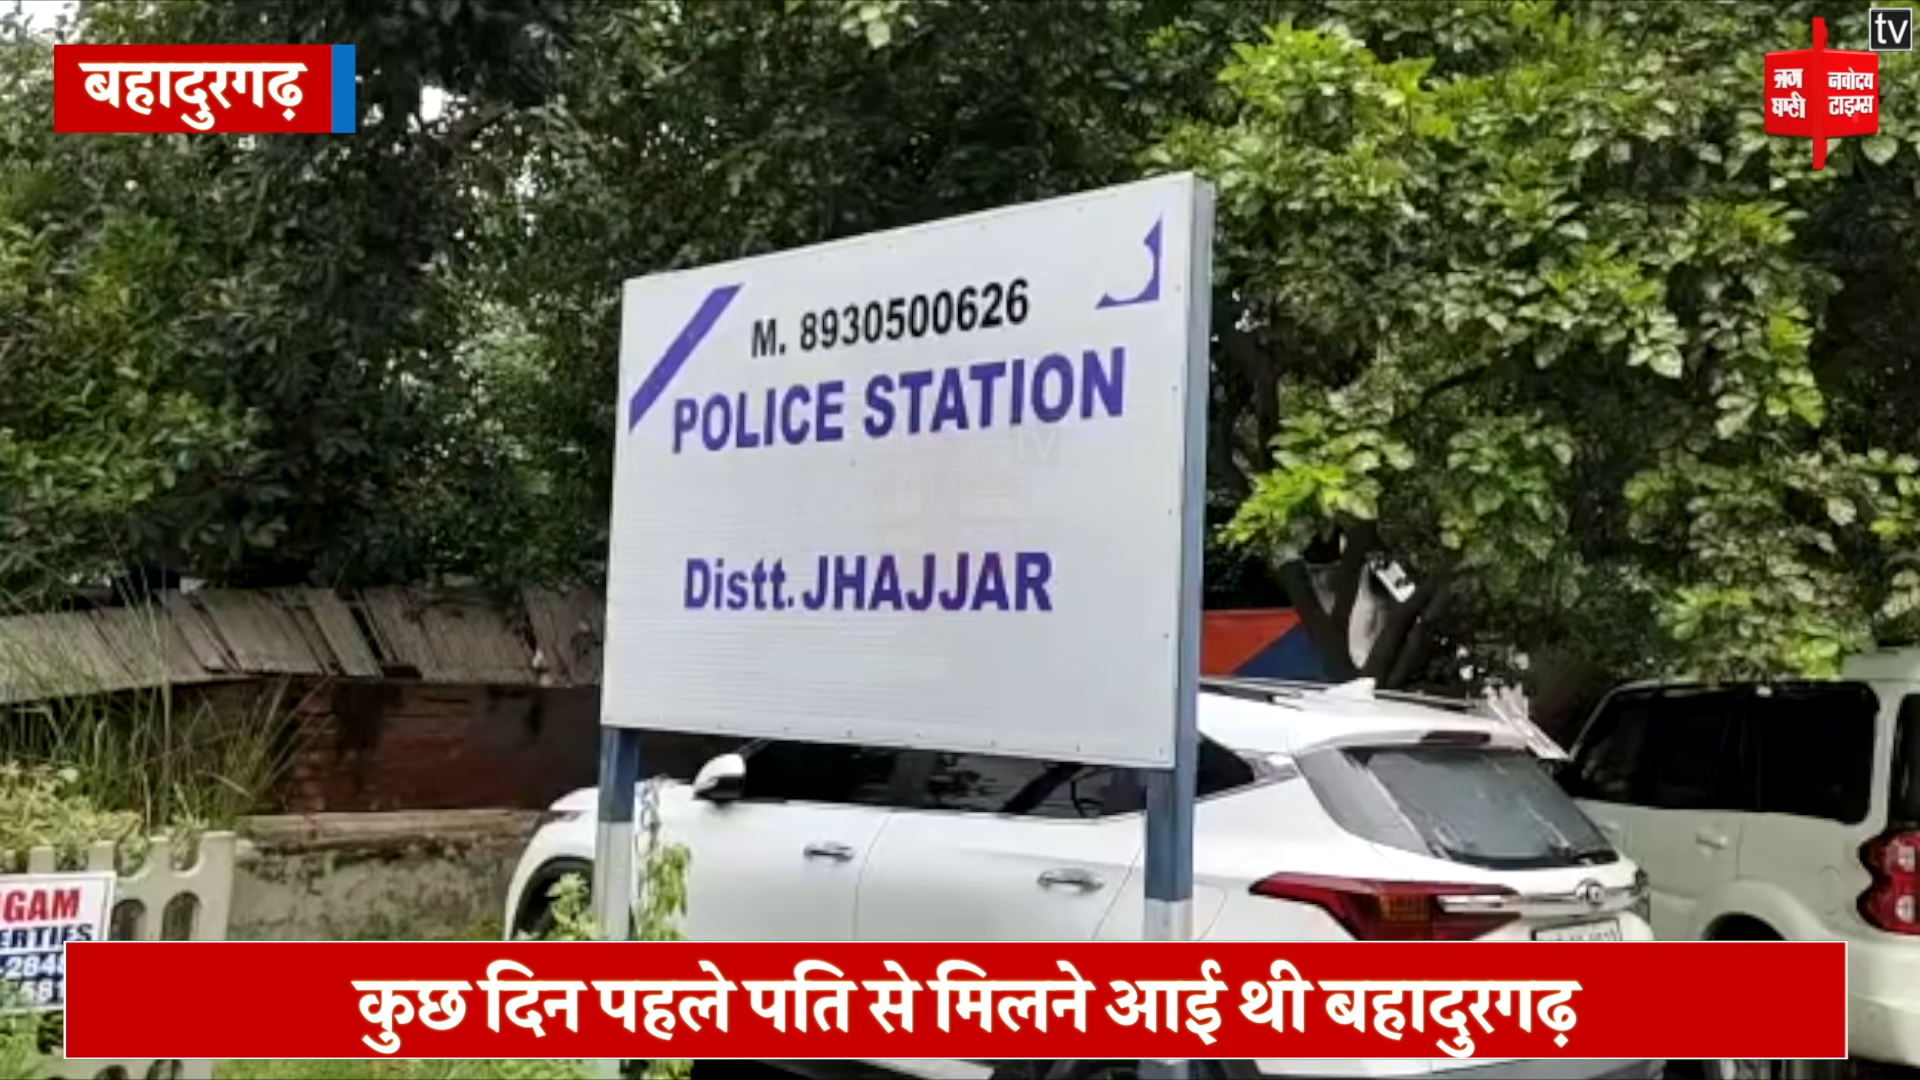 बहादुरगढ़
tv
जग नवोदय
बाणी टाइम्स
M. 8930500626
POLICE STATION
Distt. JHAJJAR
GAM
ERTIES
कुछ दिन पहले पति से मिलने आई थी बहादुरगढ़